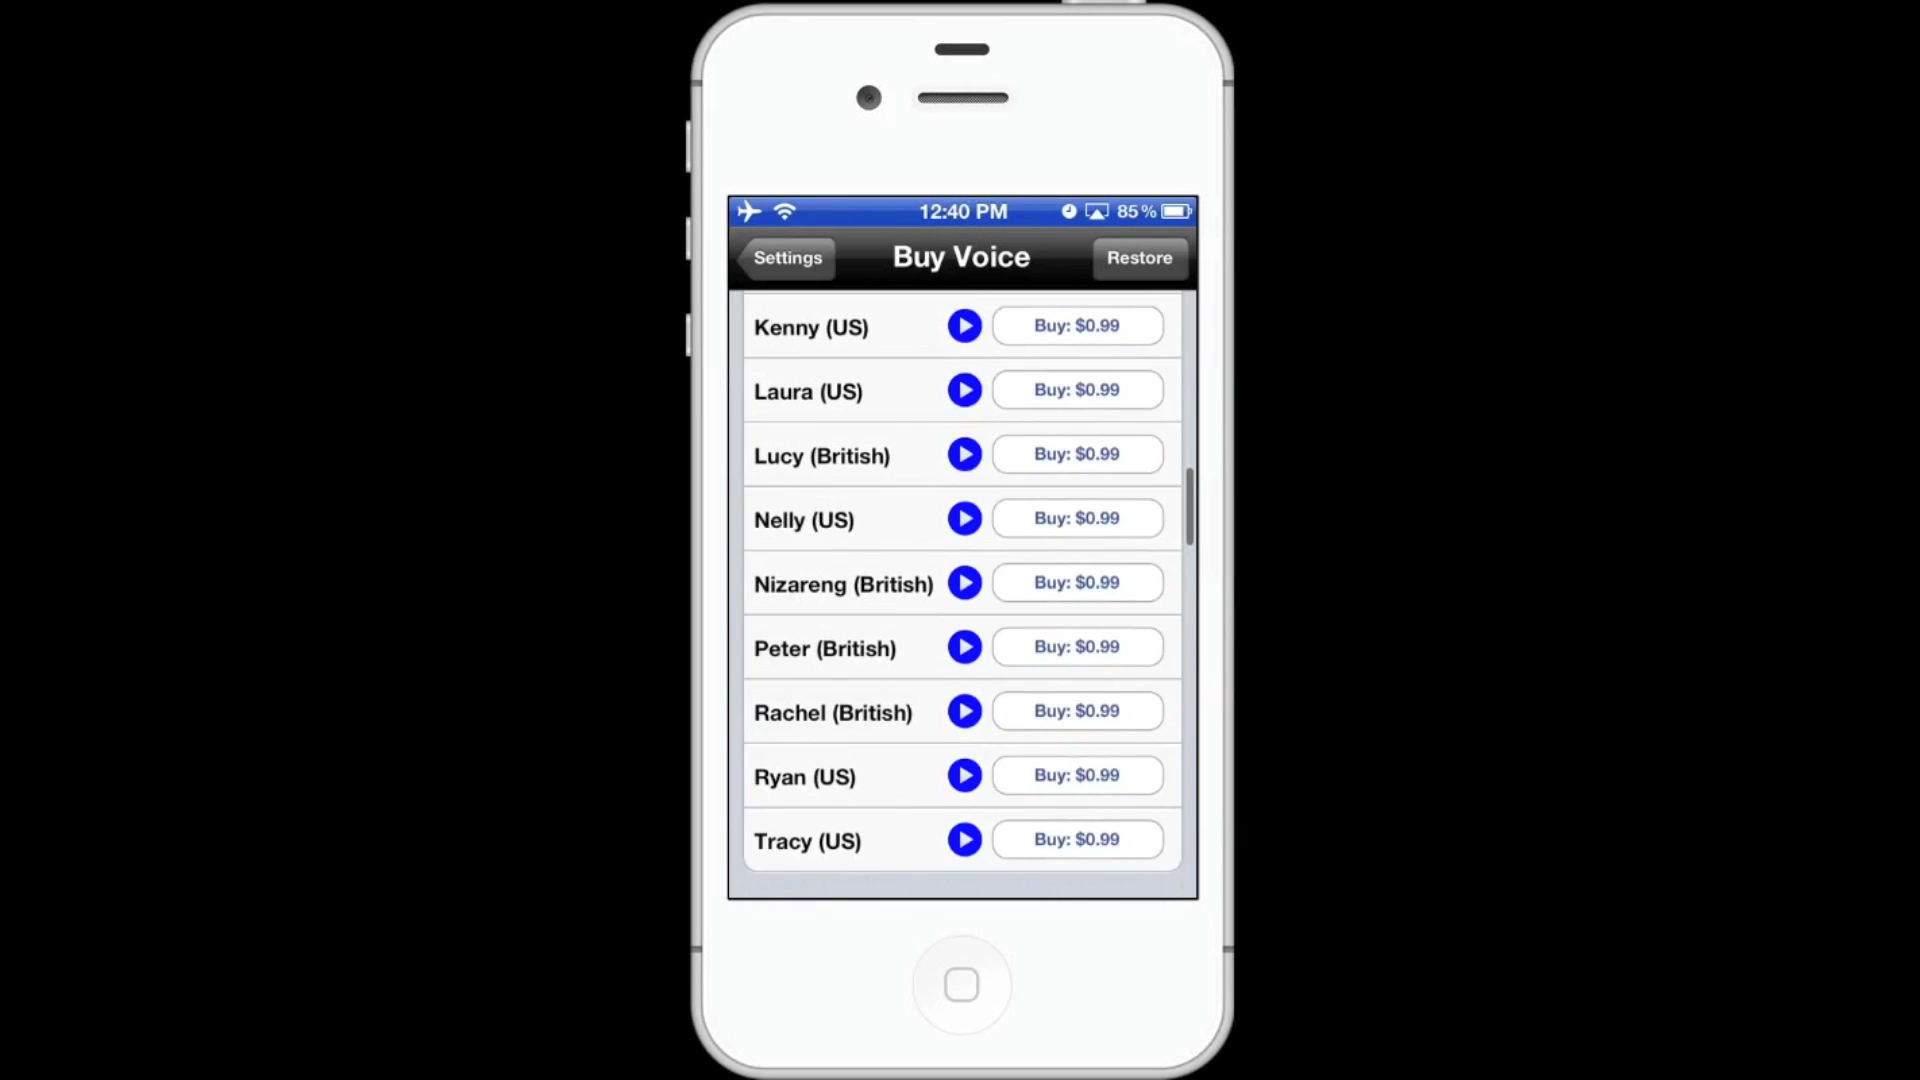 12:40 PM 85%
Settings Buy Voice Restore
Kenny (US) Buy: $0.99
Laura (US) Buy: $0.99
Lucy (British) Buy: $0.99
Nelly (US) Buy: $0.99
Nizareng (British) Buy: $0.99
Peter (British) Buy: $0.99
Rachel (British) Buy: $0.99
Ryan (US) Buy: $0.99
Tracy (US) Buy: $0.99